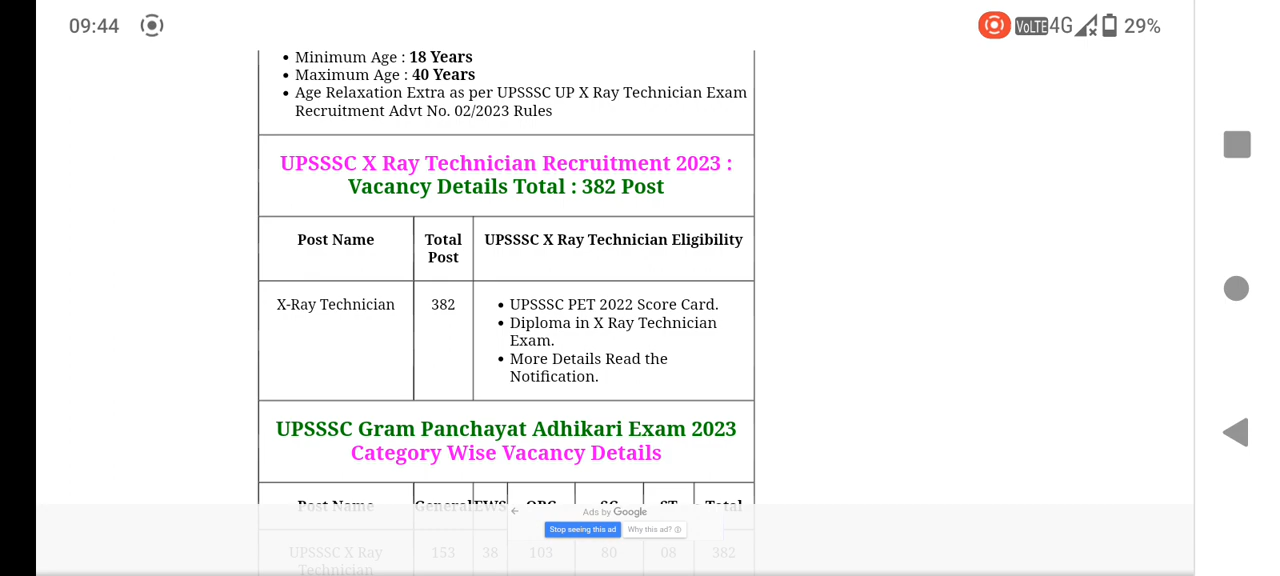 09:44
VoLTE 4G 29%
• Minimum Age : 18 Years
• Maximum Age : 40 Years
• Age Relaxation Extra as per UPSSSC UP X Ray Technician Exam
Recruitment Advt No. 02/2023 Rules
UPSSSC X Ray Technician Recruitment 2023 :
Vacancy Details Total : 382 Post
Post Name Total UPSSSC X Ray Technician Eligibility
Post
X-Ray Technician 382 • UPSSSC PET 2022 Score Card.
• Diploma in X Ray Technician
Exam.
• More Details Read the
Notification.
UPSSSC Gram Panchayat Adhikari Exam 2023
Category Wise Vacancy Details
Post Name General EWS OBC SC ST Total
Ads by Google
Stop seeing this ad Why this ad?
UPSSSC X Ray 153 38 103 80 08 382
Technician